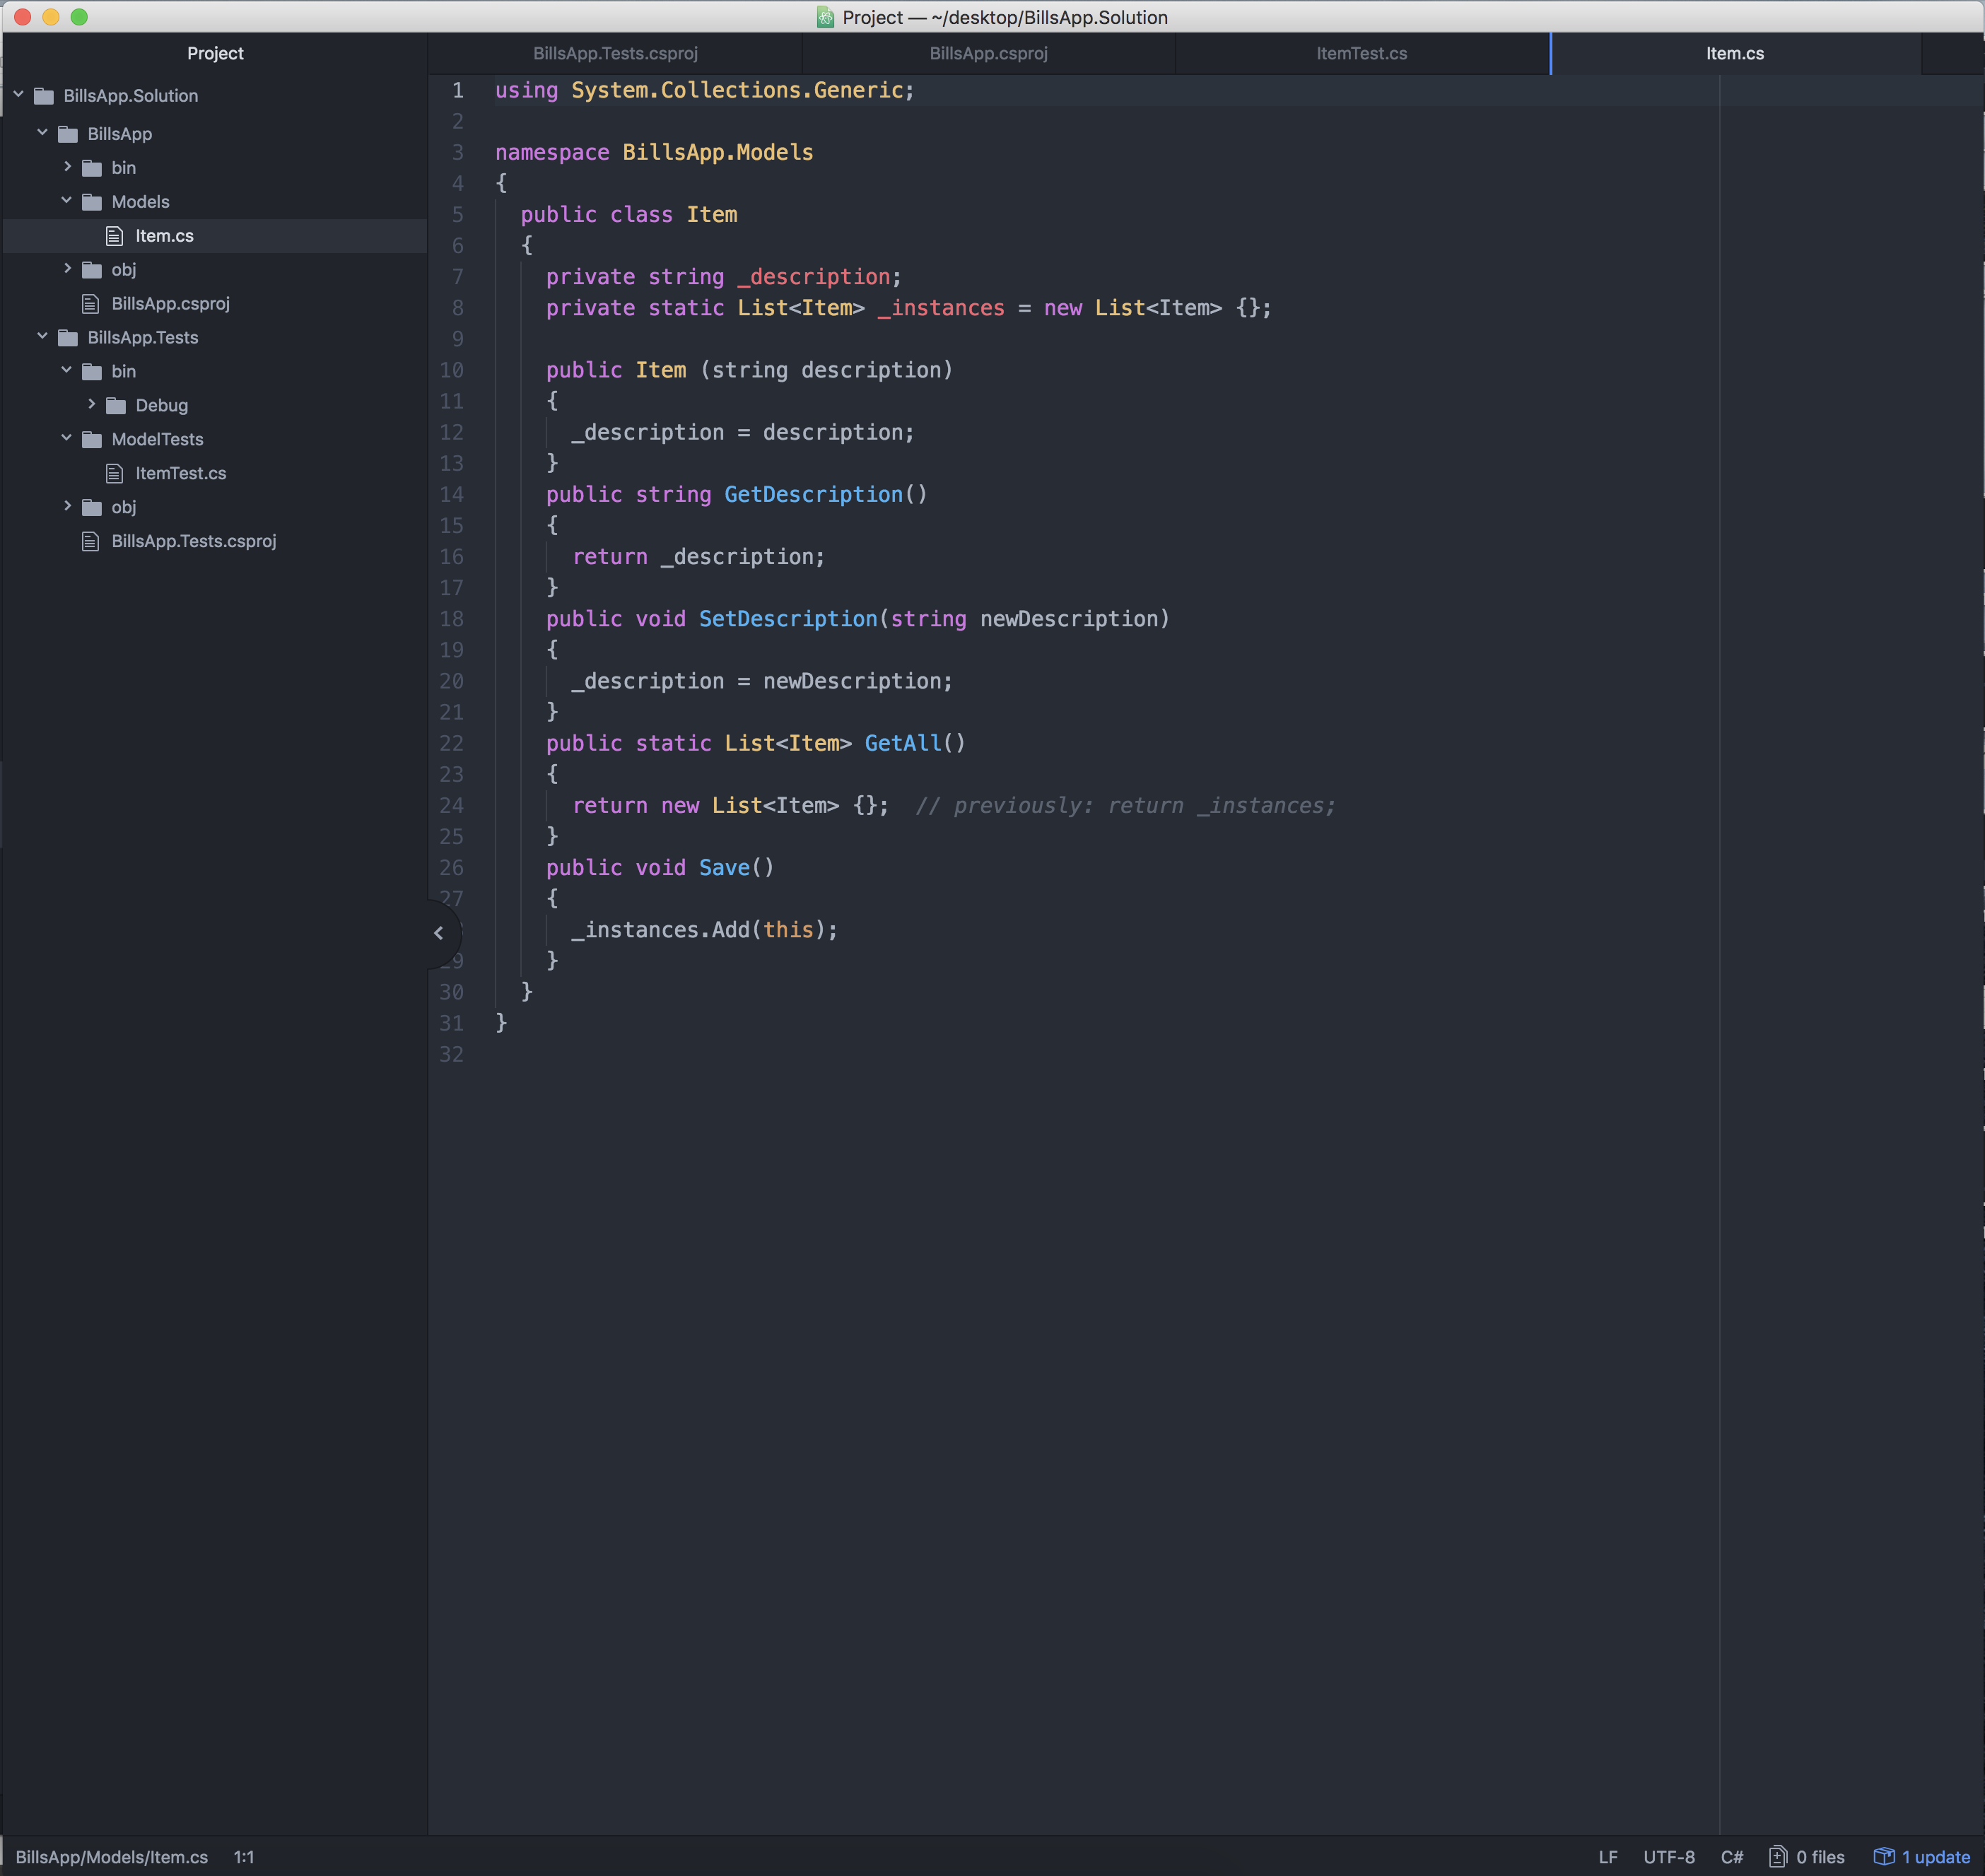 Project — ~/desktop/BillsApp.Solution
Project
BillsApp.Tests.csproj
BillsApp.csproj
ItemTest.cs
Item.cs
BillsApp.Solution
BillsApp
bin
Models
Item.cs
obj
BillsApp.csproj
BillsApp.Tests
bin
Debug
ModelTests
ItemTest.cs
obj
BillsApp.Tests.csproj
1 using System.Collections.Generic;
2
3 namespace BillsApp.Models
4 {
5 public class Item
6 {
7 private string _description;
8 private static List<Item> _instances = new List<Item> {};
9
10 public Item (string description)
11 {
12 _description = description;
13 }
14 public string GetDescription()
15 {
16 return _description;
17 }
18 public void SetDescription(string newDescription)
19 {
20 _description = newDescription;
21 }
22 public static List<Item> GetAll()
23 {
24 return new List<Item> {};  // previously: return _instances;
25 }
26 public void Save()
27 {
_instances.Add(this);
29 }
30 }
31 }
32
BillsApp/Models/Item.cs 1:1
LF UTF-8 C# 0 files 1 update